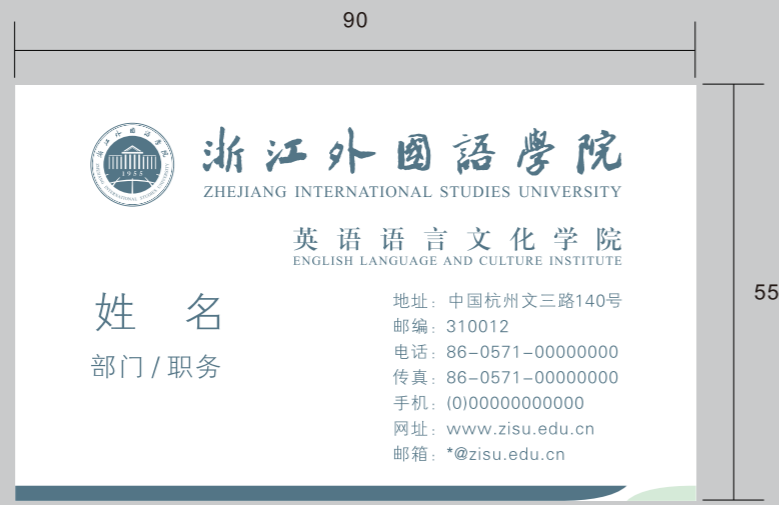 90
浙江外國語學院
ZHEJIANG INTERNATIONAL STUDIES UNIVERSITY
1955
英语语言文化学院
ENGLISH LANGUAGE AND CULTURE INSTITUTE
55
姓 名
部门/职务
地址：中国杭州文三路140号
邮编：310012
电话：86-0571-00000000
传真：86-0571-00000000
手机：(0)00000000000
网址：www.zisu.edu.cn
邮箱：*@zisu.edu.cn